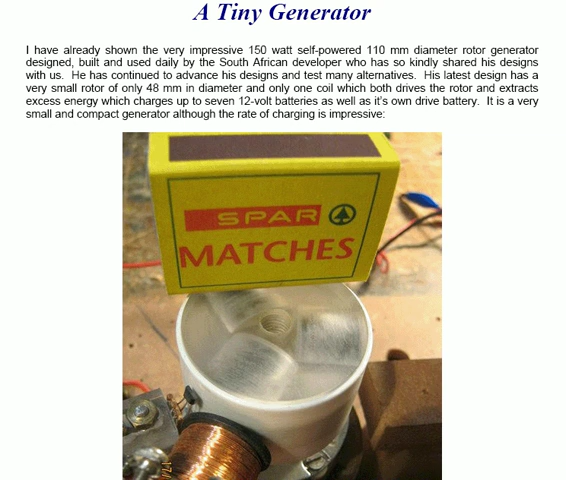 A Tiny Generator
I have already shown the very impressive 150 watt self-powered 110 mm diameter rotor generator
designed, built and used daily by the South African developer who has so kindly shared his designs
with us.  He has continued to advance his designs and test many alternatives.  His latest design has a
very small rotor of only 48 mm in diameter and only one coil which both drives the rotor and extracts
excess energy which charges up to seven 12-volt batteries as well as it's own drive battery.  It is a very
small and compact generator although the rate of charging is impressive:
SPAR
MATCHES